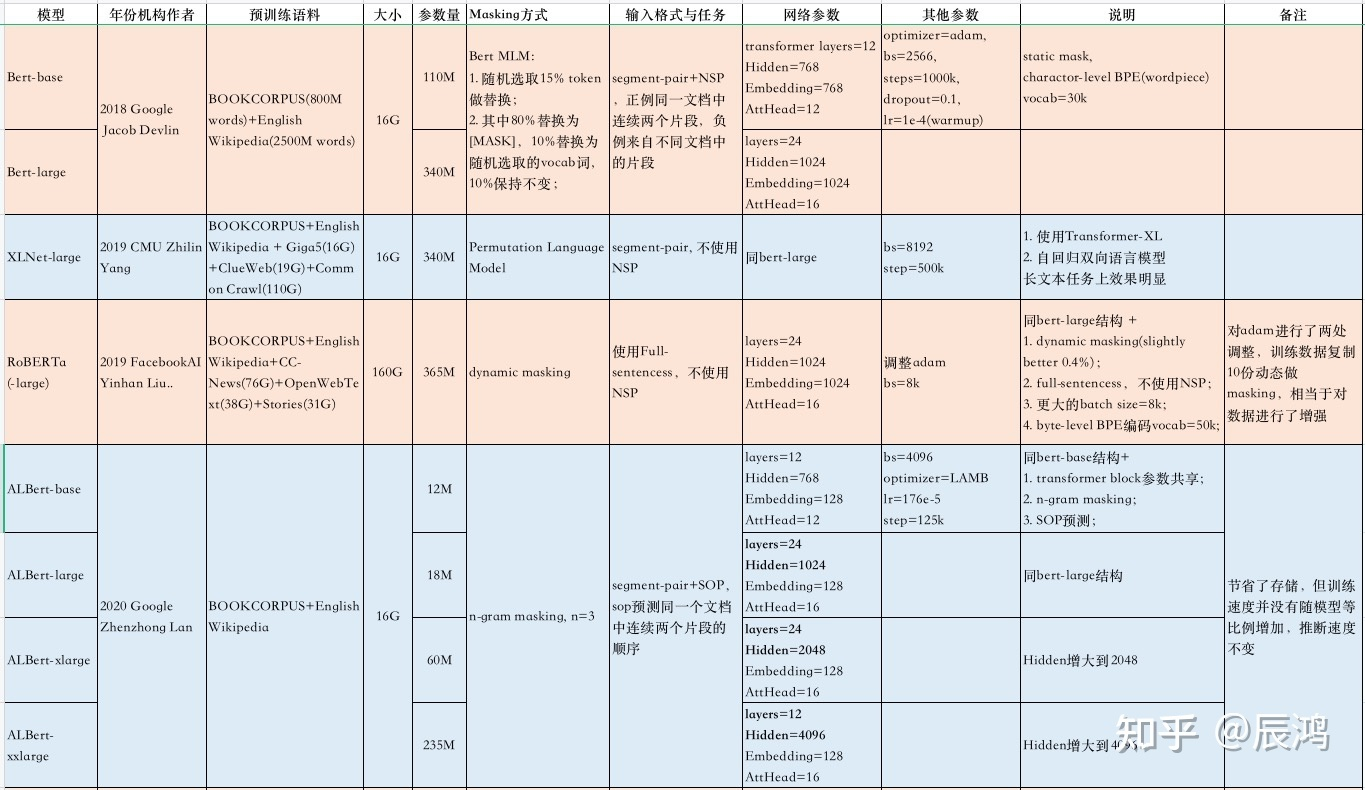 模型 年份机构作者 预训练语料 大小 参数量 Masking方式 输入格式与任务 网络参数 其他参数 说明 备注
Bert-base
2018 Google
Jacob Devlin
BOOKCORPUS(800M
words)+English
Wikipedia(2500M words)
16G
110M
Bert MLM:
1. 随机选取15% token
做替换；
2. 其中80%替换为
[MASK]，10%替换为
随机选取的vocab词，
10%保持不变；
segment-pair+NSP
，正例同一文档中
连续两个片段，负
例来自不同文档中
的片段
transformer layers=12
Hidden=768
Embedding=768
AttHead=12
optimizer=adam,
bs=2566,
steps=1000k,
dropout=0.1,
lr=1e-4(warmup)
static mask,
charactor-level BPE(wordpiece)
vocab=30k
Bert-large
340M
layers=24
Hidden=1024
Embedding=1024
AttHead=16
XLNet-large
2019 CMU Zhilin
Yang
BOOKCORPUS+English
Wikipedia + Giga5(16G)
+ClueWeb(19G)+Comm
on Crawl(110G)
16G
340M
Permutation Language
Model
segment-pair, 不使用
NSP
同bert-large
bs=8192
step=500k
1. 使用Transformer-XL
2. 自回归双向语言模型
长文本任务上效果明显
RoBERTa
(-large)
2019 FacebookAI
Yinhan Liu..
BOOKCORPUS+English
Wikipedia+CC-
News(76G)+OpenWebTe
xt(38G)+Stories(31G)
160G
365M
dynamic masking
使用Full-
sentencess，不使用
NSP
layers=24
Hidden=1024
Embedding=1024
AttHead=16
调整adam
bs=8k
同bert-large结构 +
1. dynamic masking(slightly
better 0.4%)；
2. full-sentencess，不使用NSP；
3. 更大的batch size=8k；
4. byte-level BPE编码vocab=50k;
对adam进行了两处
调整，训练数据复制
10份动态做
masking，相当于对
数据进行了增强
ALBert-base
2020 Google
Zhenzhong Lan
BOOKCORPUS+English
Wikipedia
16G
12M
n-gram masking, n=3
segment-pair+SOP，
sop预测同一个文档
中连续两个片段的
顺序
layers=12
Hidden=768
Embedding=128
AttHead=12
bs=4096
optimizer=LAMB
lr=176e-5
step=125k
同bert-base结构+
1. transformer block参数共享；
2. n-gram masking；
3. SOP预测；
节省了存储，但训练
速度并没有随模型等
比例增加，推断速度
不变
ALBert-large
18M
layers=24
Hidden=1024
Embedding=128
AttHead=16
同bert-large结构
ALBert-xlarge
60M
layers=24
Hidden=2048
Embedding=128
AttHead=16
Hidden增大到2048
ALBert-
xxlarge
235M
layers=12
Hidden=4096
Embedding=128
AttHead=16
Hidden增大到4096
知乎 @辰鸿